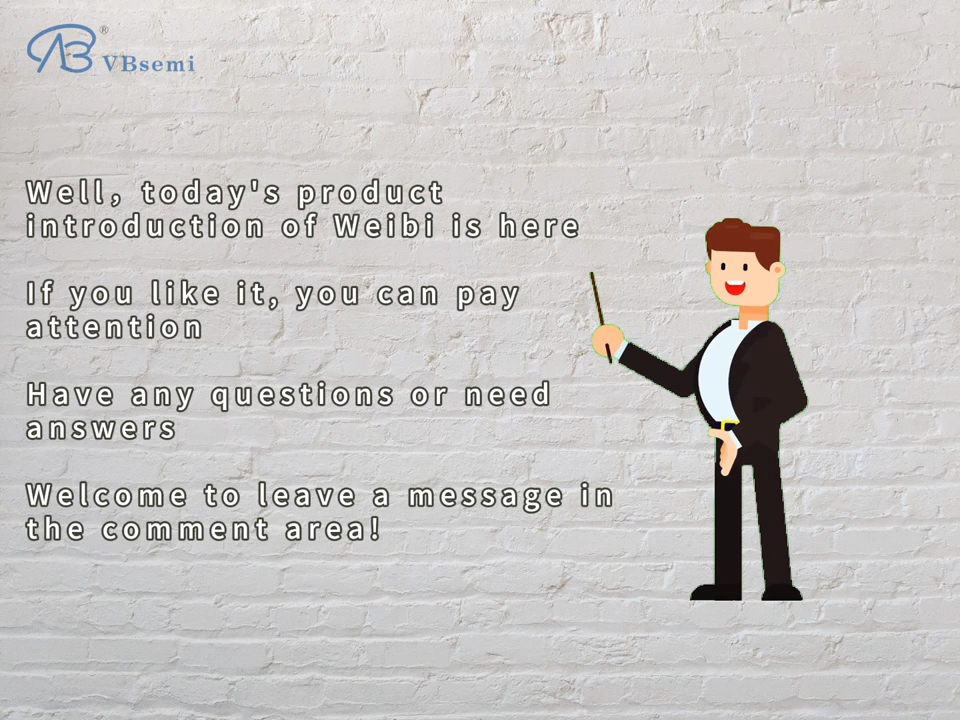 VBsemi
Well, today's product
introduction of Weibi is here
If you like it, you can pay
attention
Have any questions or need
answers
Welcome to leave a message in
the comment area!